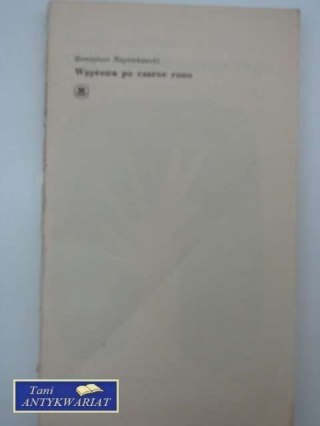 Wyprawa po czarne runo
Tani
ANTYKWARIAT